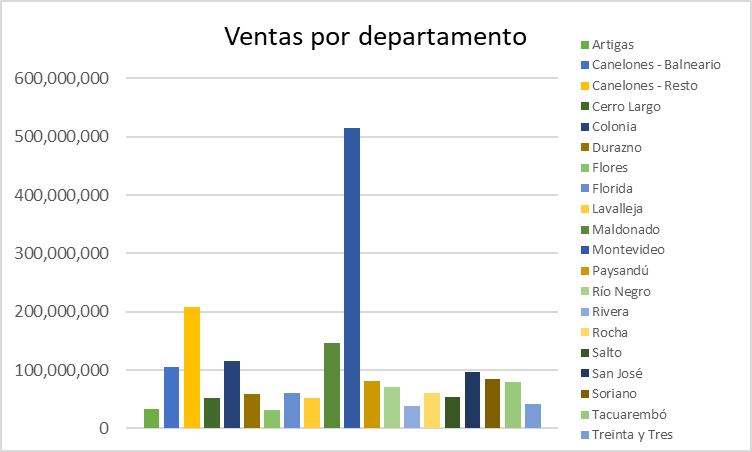 Ventas por departamento
600,000,000
500,000,000
400,000,000
300,000,000
200,000,000
100,000,000
0
Artigas
Canelones - Balneario
Canelones - Resto
Cerro Largo
Colonia
Durazno
Flores
Florida
Lavalleja
Maldonado
Montevideo
Paysandú
Río Negro
Rivera
Rocha
Salto
San José
Soriano
Tacuarembó
Treinta y Tres